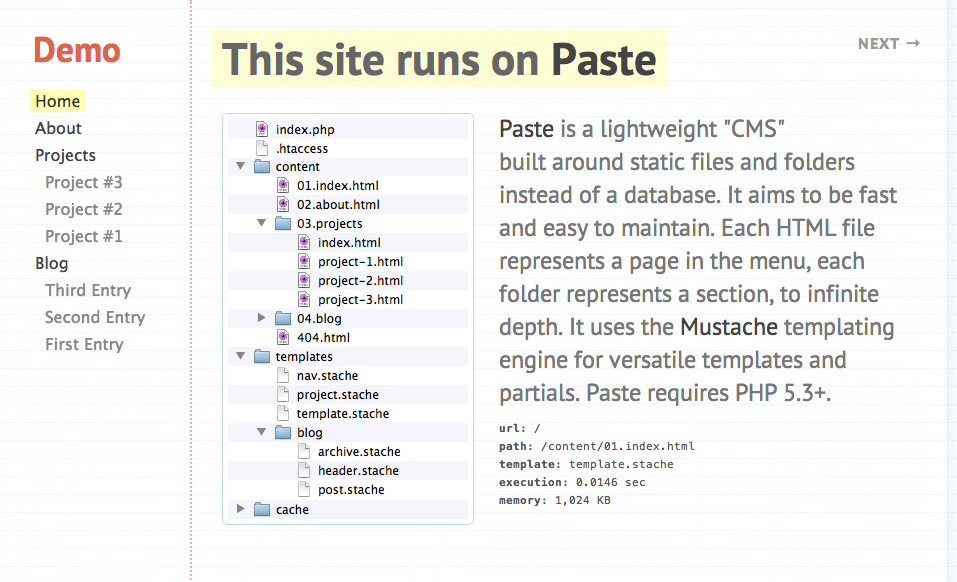 Demo
Home
About
Projects
Project #3
Project #2
Project #1
Blog
Third Entry
Second Entry
First Entry
This site runs on Paste
NEXT →
index.php
.htaccess
content
01.index.html
02.about.html
03.projects
index.html
project-1.html
project-2.html
project-3.html
04.blog
404.html
templates
nav.stache
project.stache
template.stache
blog
archive.stache
header.stache
post.stache
cache
Paste is a lightweight "CMS"
built around static files and folders
instead of a database. It aims to be fast
and easy to maintain. Each HTML file
represents a page in the menu, each
folder represents a section, to infinite
depth. It uses the Mustache templating
engine for versatile templates and
partials. Paste requires PHP 5.3+.
url: /
path: /content/01.index.html
template: template.stache
execution: 0.0146 sec
memory: 1,024 KB